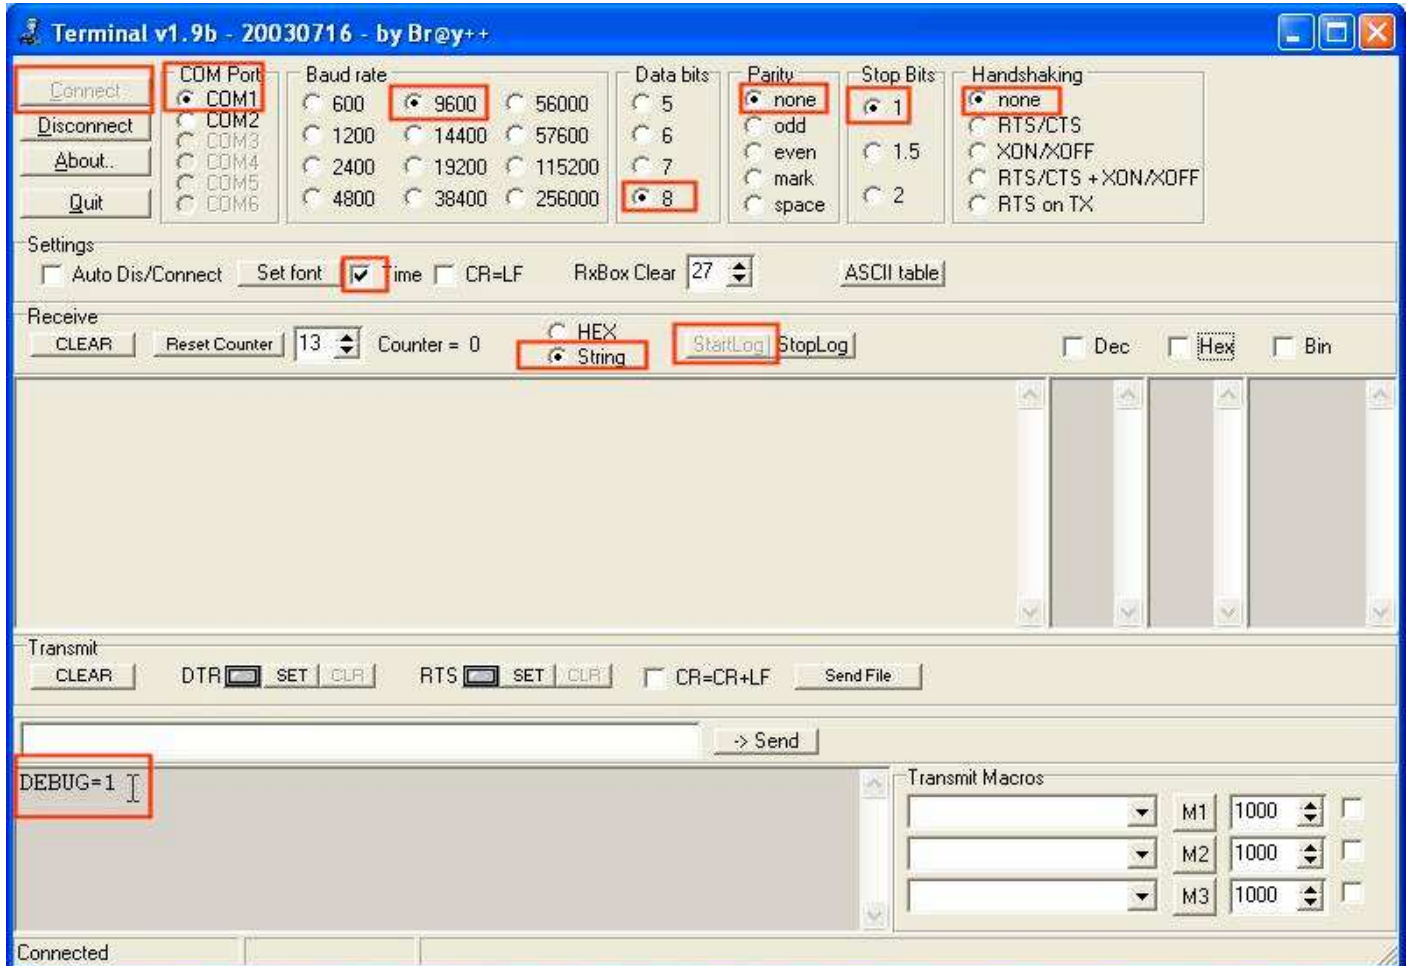 Terminal v1.9b - 20030716 - by Br@y++
Connect
Disconnect
About..
Quit
COM Port
COM1
COM2
COM3
COM4
COM5
COM6
Baud rate
600 9600 56000
1200 14400 57600
2400 19200 115200
4800 38400 256000
Data bits
5
6
7
8
Parity
none
odd
even
mark
space
Stop Bits
1
1.5
2
Handshaking
none
RTS/CTS
XON/XOFF
RTS/CTS + XON/XOFF
RTS on TX
Settings
Auto Dis/Connect Set font Time CR=LF RxBox Clear 27 ASCII table
Receive
CLEAR Reset Counter 13 Counter = 0 HEX
String
StartLog StopLog Dec Hex Bin
Transmit
CLEAR DTR SET CLR RTS SET CLR CR=CR+LF Send File
-> Send
DEBUG=1
Transmit Macros
M1 1000
M2 1000
M3 1000
Connected